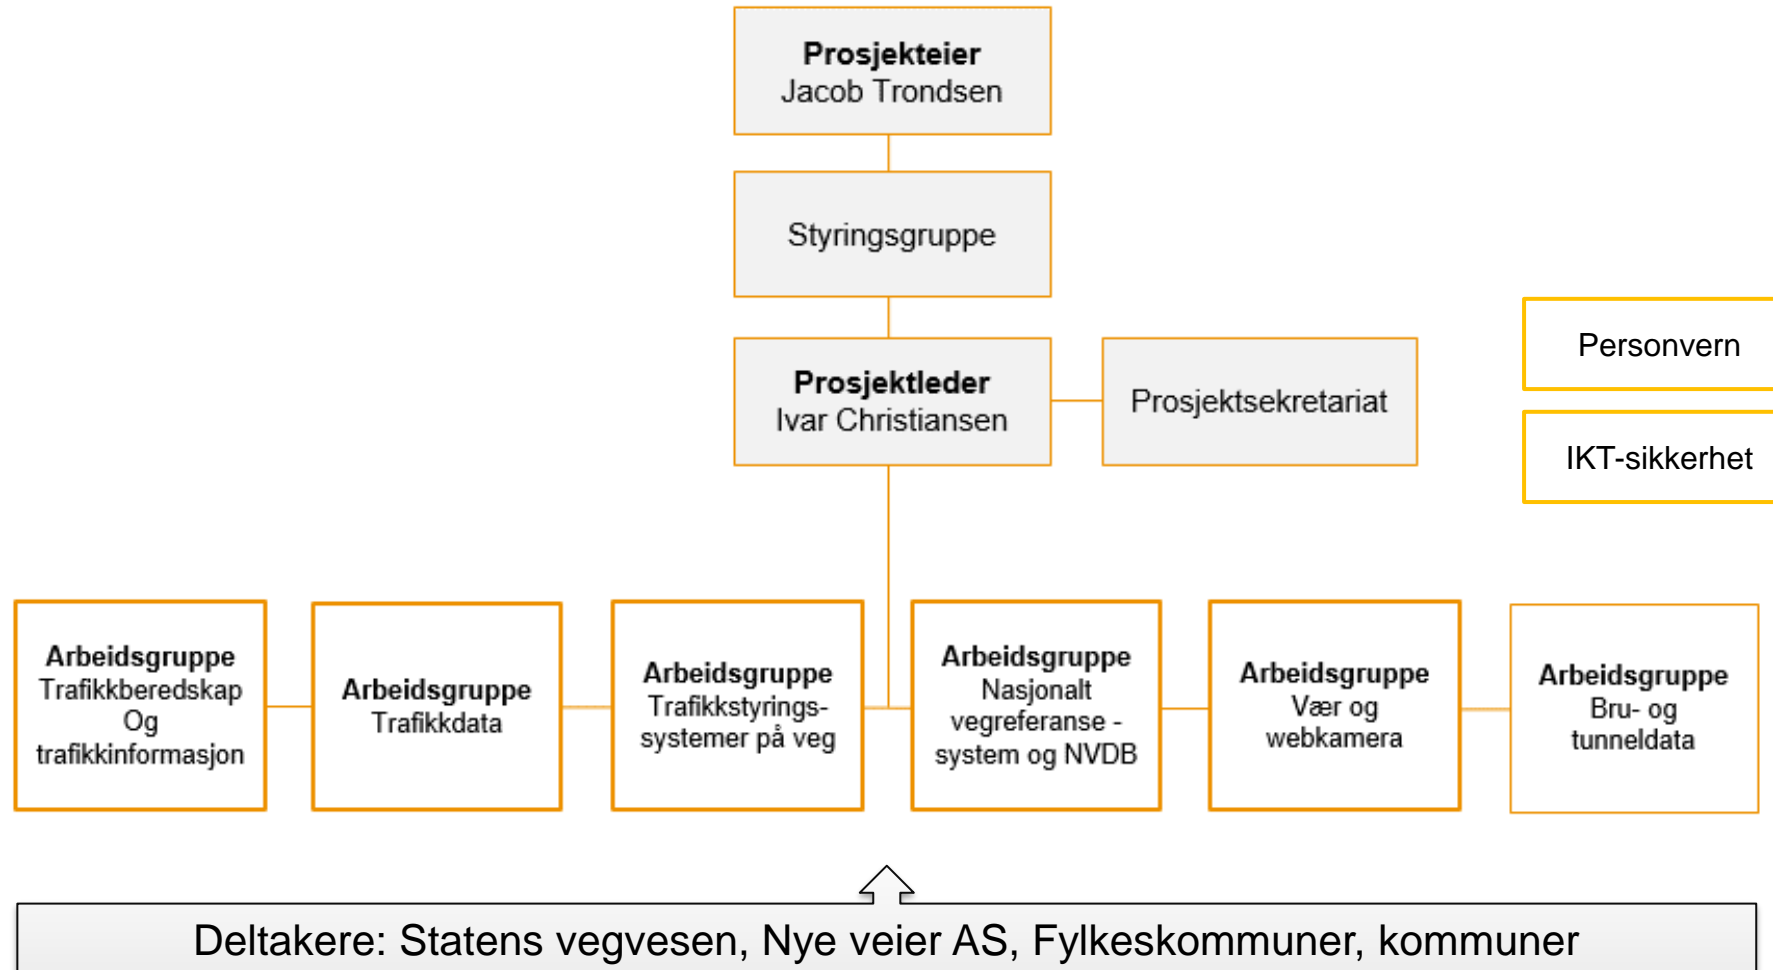 Prosjekteier
Jacob Trondsen
Styringsgruppe
Prosjektleder
Ivar Christiansen
Prosjektsekretariat
Personvern
IKT-sikkerhet
Arbeidsgruppe
Trafikkberedskap
Og
trafikkinformasjon
Arbeidsgruppe
Trafikkdata
Arbeidsgruppe
Trafikkstyrings-
systemer på veg
Arbeidsgruppe
Nasjonalt
vegreferanse -
system og NVDB
Arbeidsgruppe
Vær og
webkamera
Arbeidsgruppe
Bru- og
tunneldata
Deltakere: Statens vegvesen, Nye veier AS, Fylkeskommuner, kommuner